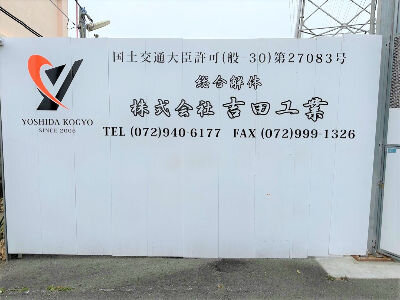 国土交通大臣許可(般 30)第27083号
総合解体
株式会社 吉田工業
TEL (072)940-6177 FAX (072)999-1326
YOSHIDA KOGYO
SINCE 2006